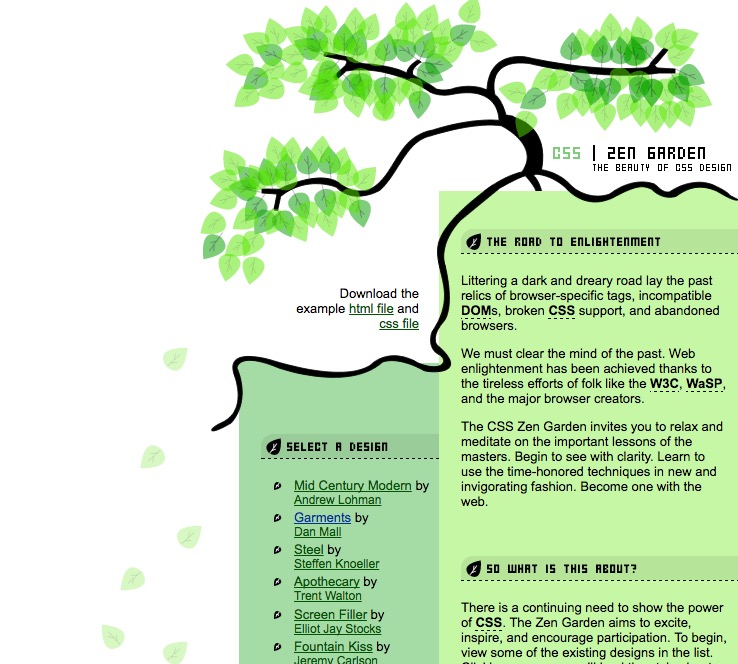 CSS | ZEN GARDEN
THE BEAUTY OF CSS DESIGN
Download the
example html file and
css file
THE ROAD TO ENLIGHTENMENT
Littering a dark and dreary road lay the past
relics of browser-specific tags, incompatible
DOMs, broken CSS support, and abandoned
browsers.
We must clear the mind of the past. Web
enlightenment has been achieved thanks to
the tireless efforts of folk like the W3C, WaSP,
and the major browser creators.
The CSS Zen Garden invites you to relax and
meditate on the important lessons of the
masters. Begin to see with clarity. Learn to
use the time-honored techniques in new and
invigorating fashion. Become one with the
web.
SO WHAT IS THIS ABOUT?
There is a continuing need to show the power
of CSS. The Zen Garden aims to excite,
inspire, and encourage participation. To begin,
view some of the existing designs in the list.
SELECT A DESIGN
Mid Century Modern by
Andrew Lohman
Garments by
Dan Mall
Steel by
Steffen Knoeller
Apothecary by
Trent Walton
Screen Filler by
Elliot Jay Stocks
Fountain Kiss by
Jeremy Carlson